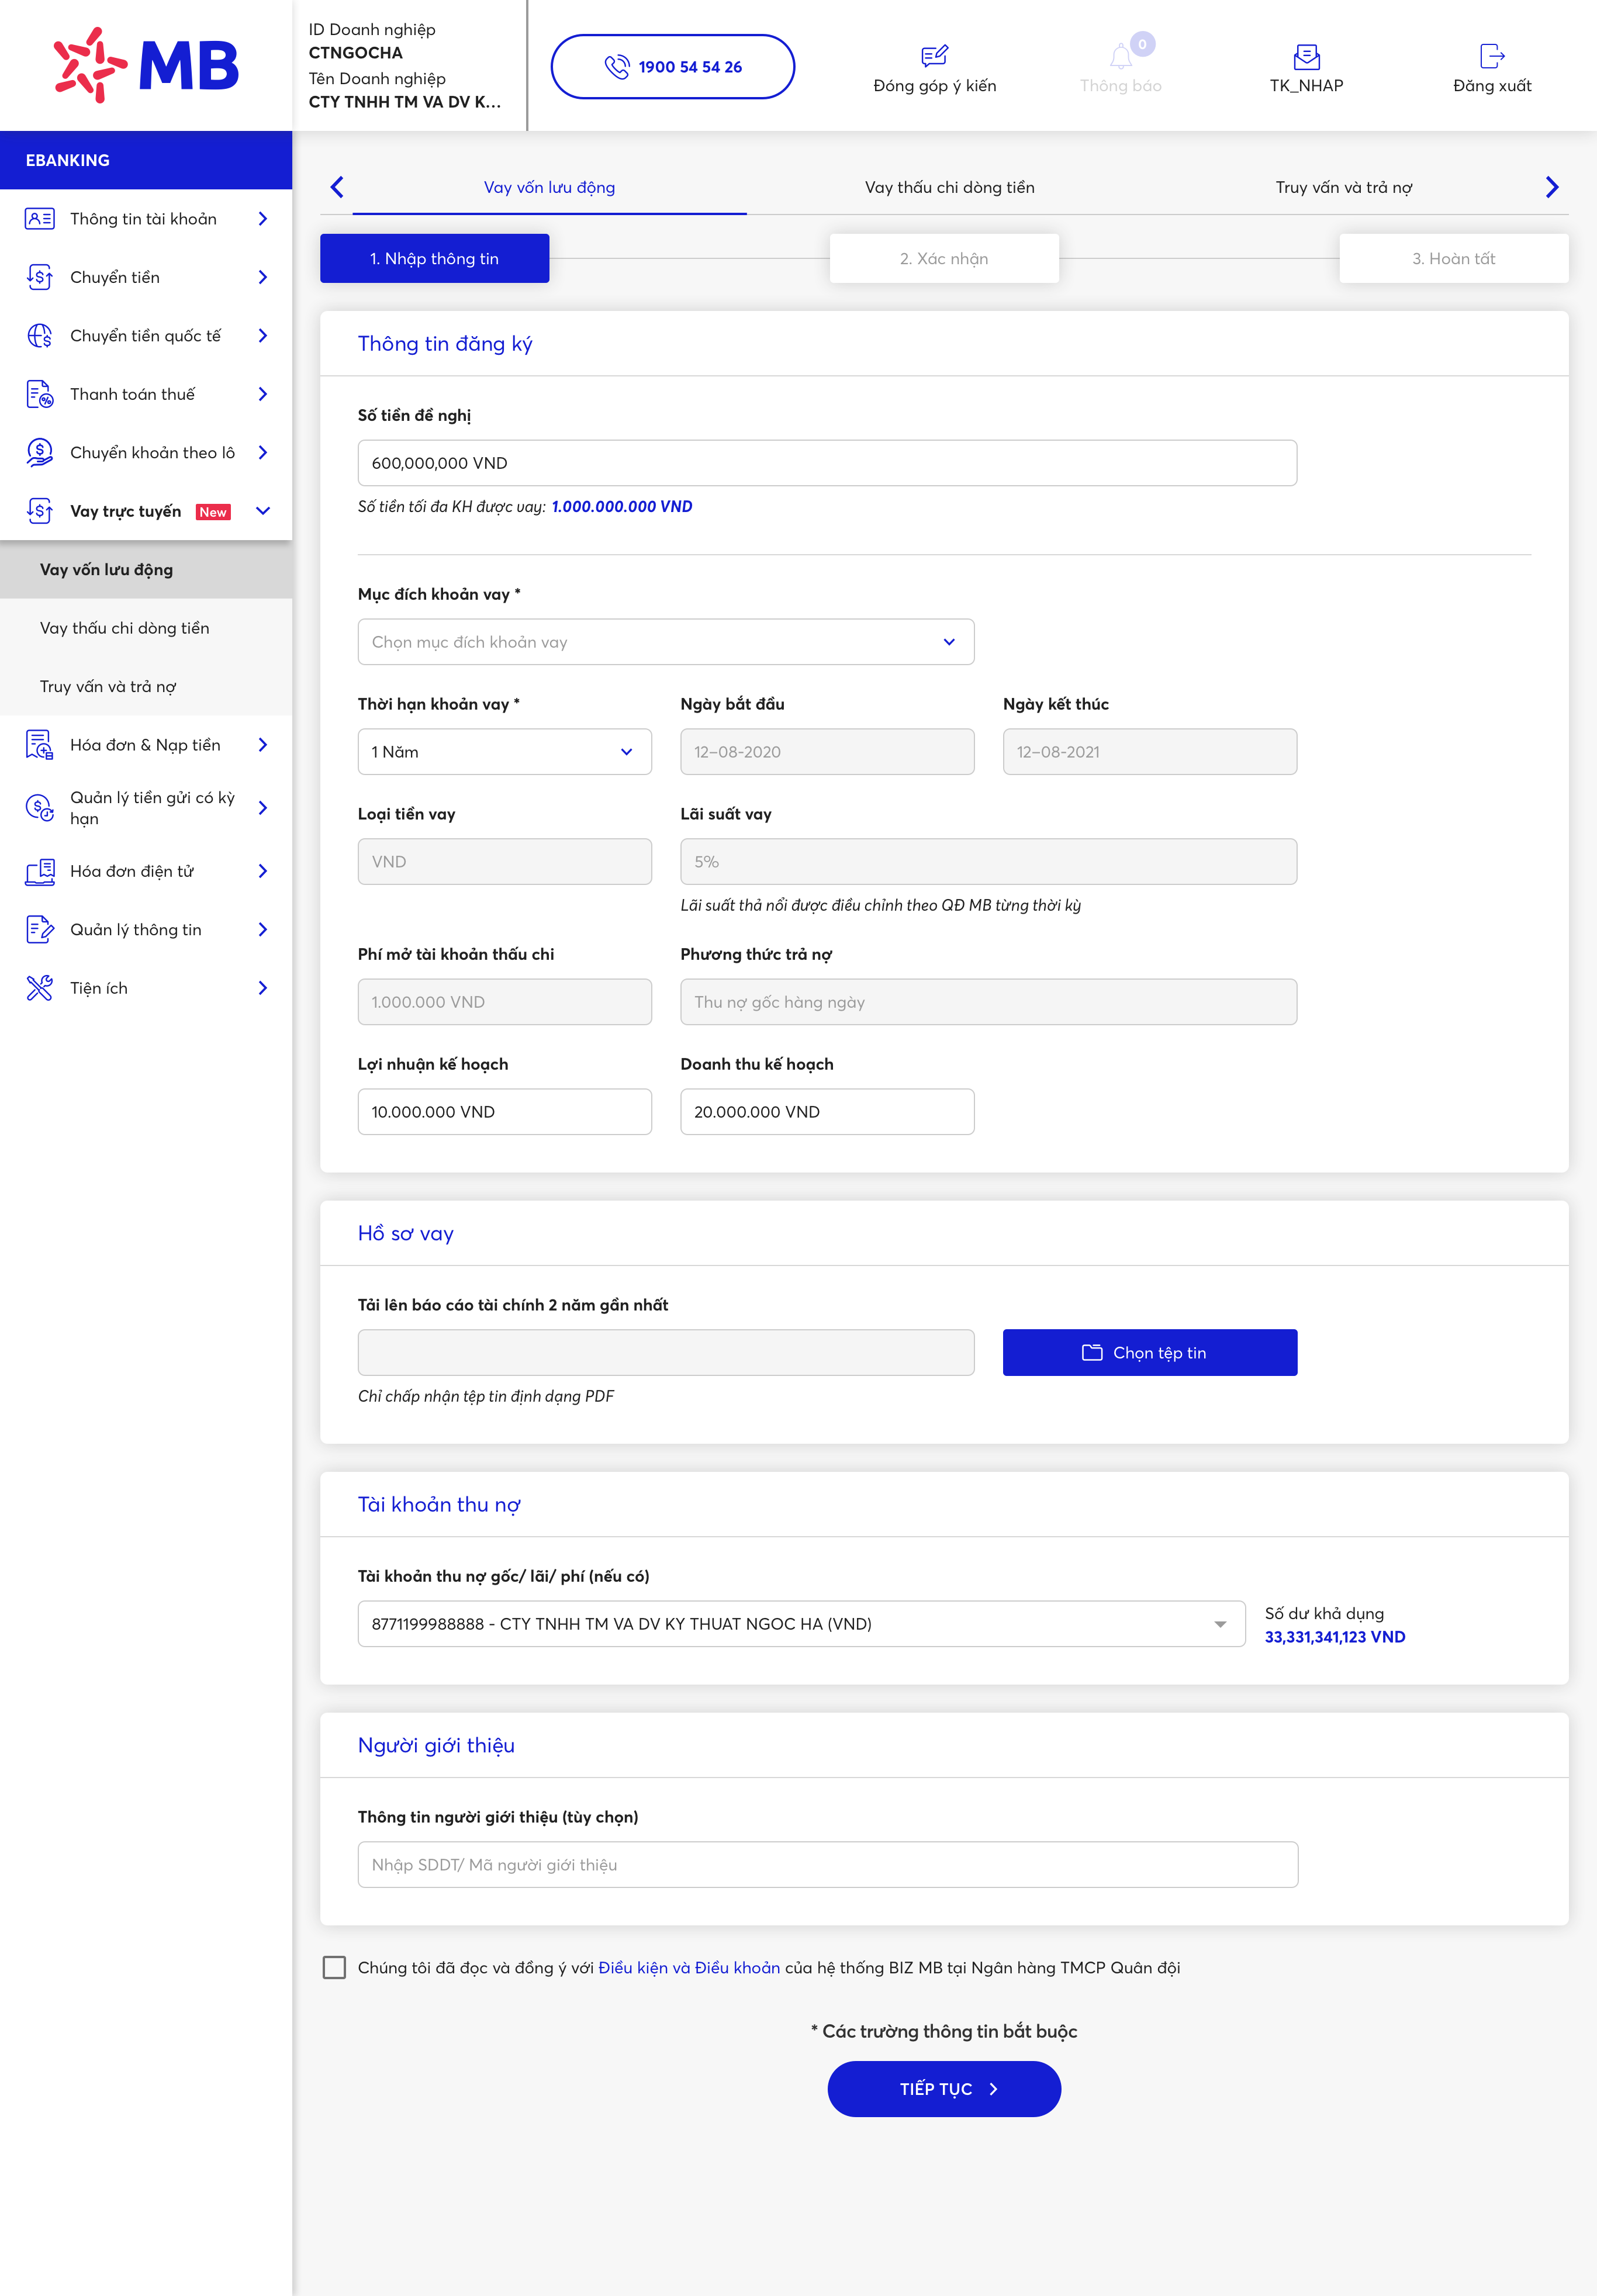 MB
ID Doanh nghiệp
CTNGOCHA
Tên Doanh nghiệp
CTY TNHH TM VA DV K...
1900 54 54 26
Đóng góp ý kiến
0
Thông báo
TK_NHAP
Đăng xuất
EBANKING
Thông tin tài khoản
Chuyển tiền
Chuyển tiền quốc tế
Thanh toán thuế
Chuyển khoản theo lô
Vay trực tuyến New
Vay vốn lưu động
Vay thấu chi dòng tiền
Truy vấn và trả nợ
Hóa đơn & Nạp tiền
Quản lý tiền gửi có kỳ
hạn
Hóa đơn điện tử
Quản lý thông tin
Tiện ích
Vay vốn lưu động
Vay thấu chi dòng tiền
Truy vấn và trả nợ
1. Nhập thông tin
2. Xác nhận
3. Hoàn tất
Thông tin đăng ký
Số tiền đề nghị
600,000,000 VND
Số tiền tối đa KH được vay: 1.000.000.000 VND
Mục đích khoản vay *
Chọn mục đích khoản vay
Thời hạn khoản vay *
Ngày bắt đầu
Ngày kết thúc
1 Năm
12–08-2020
12–08-2021
Loại tiền vay
Lãi suất vay
VND
5%
Lãi suất thả nổi được điều chỉnh theo QĐ MB từng thời kỳ
Phí mở tài khoản thấu chi
Phương thức trả nợ
1.000.000 VND
Thu nợ gốc hàng ngày
Lợi nhuận kế hoạch
Doanh thu kế hoạch
10.000.000 VND
20.000.000 VND
Hồ sơ vay
Tải lên báo cáo tài chính 2 năm gần nhất
Chọn tệp tin
Chỉ chấp nhận tệp tin định dạng PDF
Tài khoản thu nợ
Tài khoản thu nợ gốc/ lãi/ phí (nếu có)
8771199988888 - CTY TNHH TM VA DV KY THUAT NGOC HA (VND)
Số dư khả dụng
33,331,341,123 VND
Người giới thiệu
Thông tin người giới thiệu (tùy chọn)
Nhập SDDT/ Mã người giới thiệu
Chúng tôi đã đọc và đồng ý với Điều kiện và Điều khoản của hệ thống BIZ MB tại Ngân hàng TMCP Quân đội
* Các trường thông tin bắt buộc
TIẾP TỤC